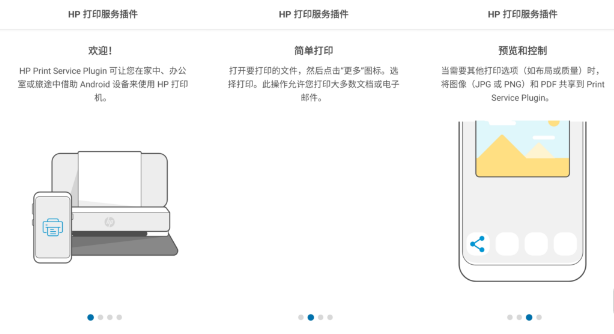 HP 打印服务插件
欢迎！
HP Print Service Plugin 可让您在家中、办公
室或旅途中借助 Android 设备来使用 HP 打印
机。
HP 打印服务插件
简单打印
打开要打印的文件，然后点击“更多”图标。选
择打印。此操作允许您打印大多数文档或电子
邮件。
HP 打印服务插件
预览和控制
当需要其他打印选项（如布局或质量）时，
将图像（JPG 或 PNG）和 PDF 共享到 Print
Service Plugin。
hp